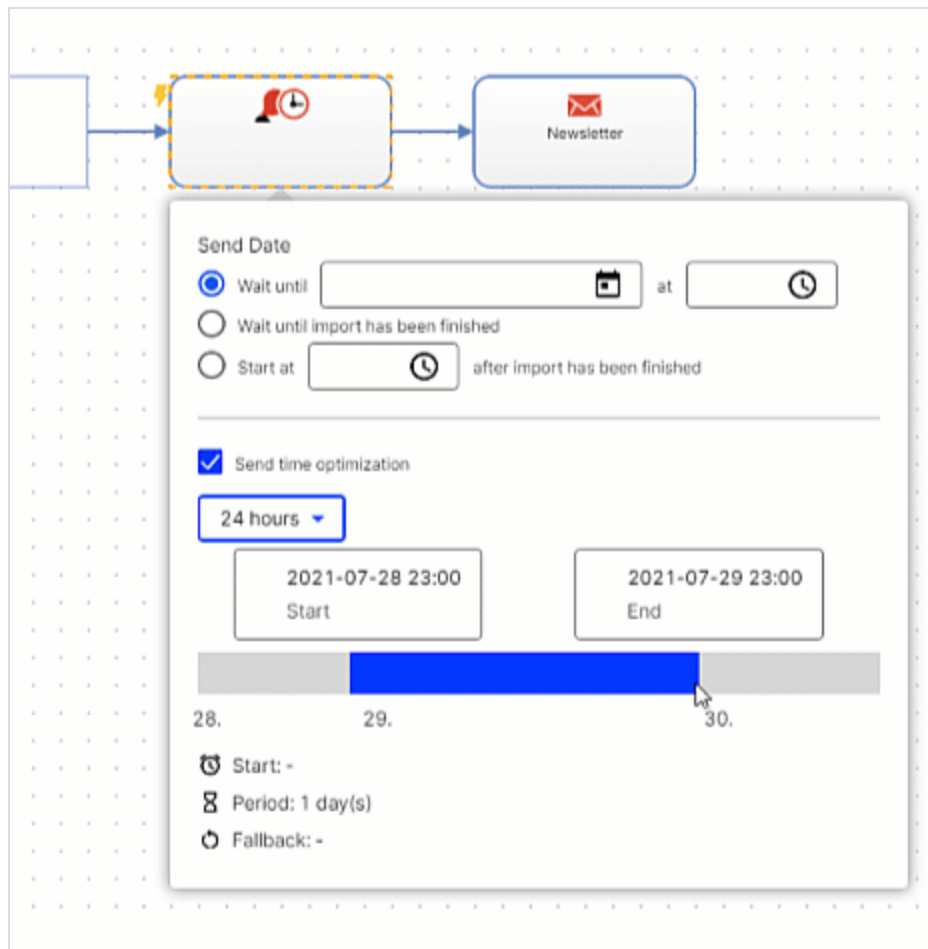 Newsletter
Send Date
Wait until at
Wait until import has been finished
Start at after import has been finished
Send time optimization
24 hours
2021-07-28 23:00 2021-07-29 23:00
Start End
28. 29. 30.
Start: -
Period: 1 day(s)
Fallback: -